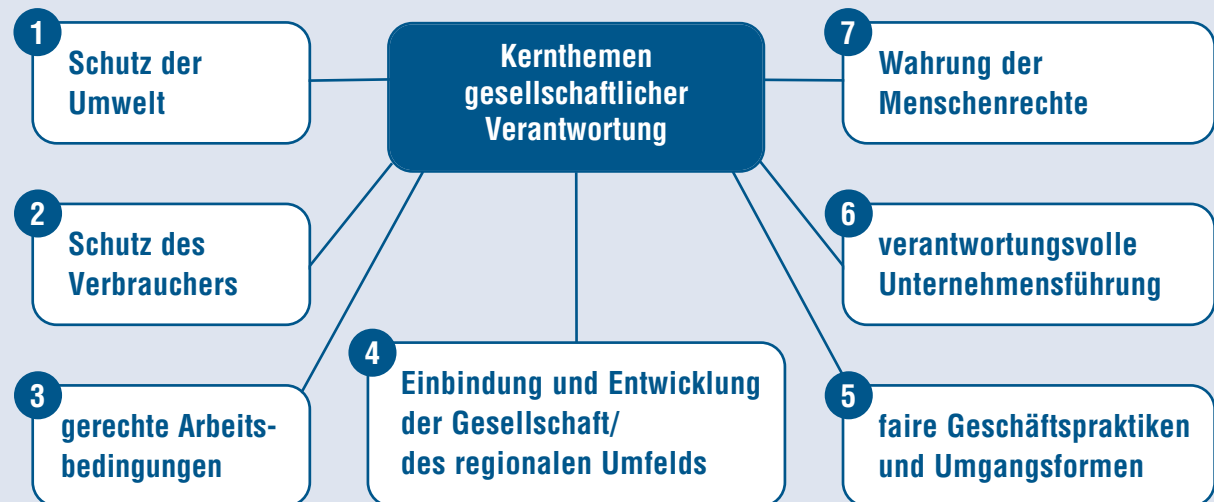 Kernthemen
gesellschaftlicher
Verantwortung
1
Schutz der
Umwelt
2
Schutz des
Verbrauchers
3
gerechte Arbeits-
bedingungen
4
Einbindung und Entwicklung
der Gesellschaft/
des regionalen Umfelds
5
faire Geschäftspraktiken
und Umgangsformen
6
verantwortungsvolle
Unternehmensführung
7
Wahrung der
Menschenrechte